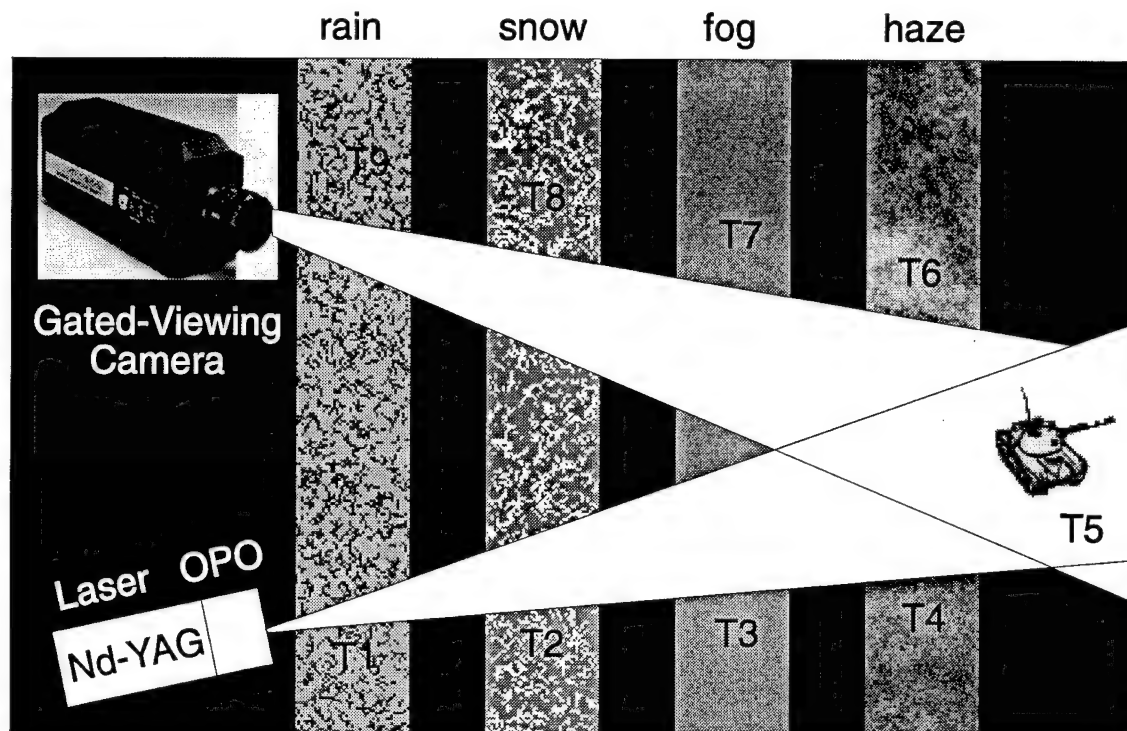 rain snow fog haze
T9
T8
T7
T6
Gated-Viewing
Camera
T5
Laser OPO
Nd-YAG
T1 T2 T3 T4